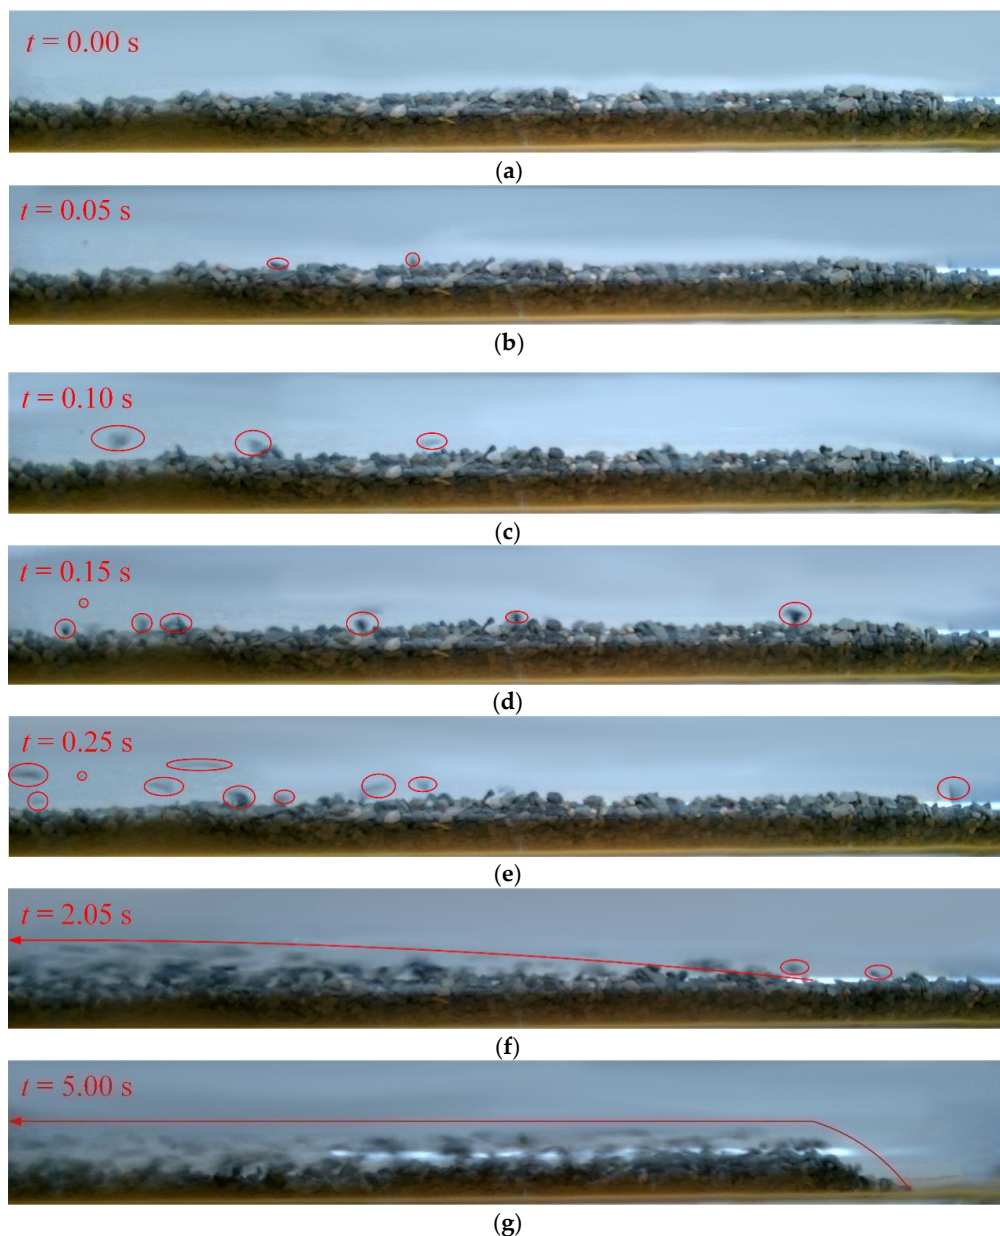 t = 0.00 s
(a)
t = 0.05 s
(b)
t = 0.10 s
(c)
t = 0.15 s
(d)
t = 0.25 s
(e)
t = 2.05 s
(f)
t = 5.00 s
(g)